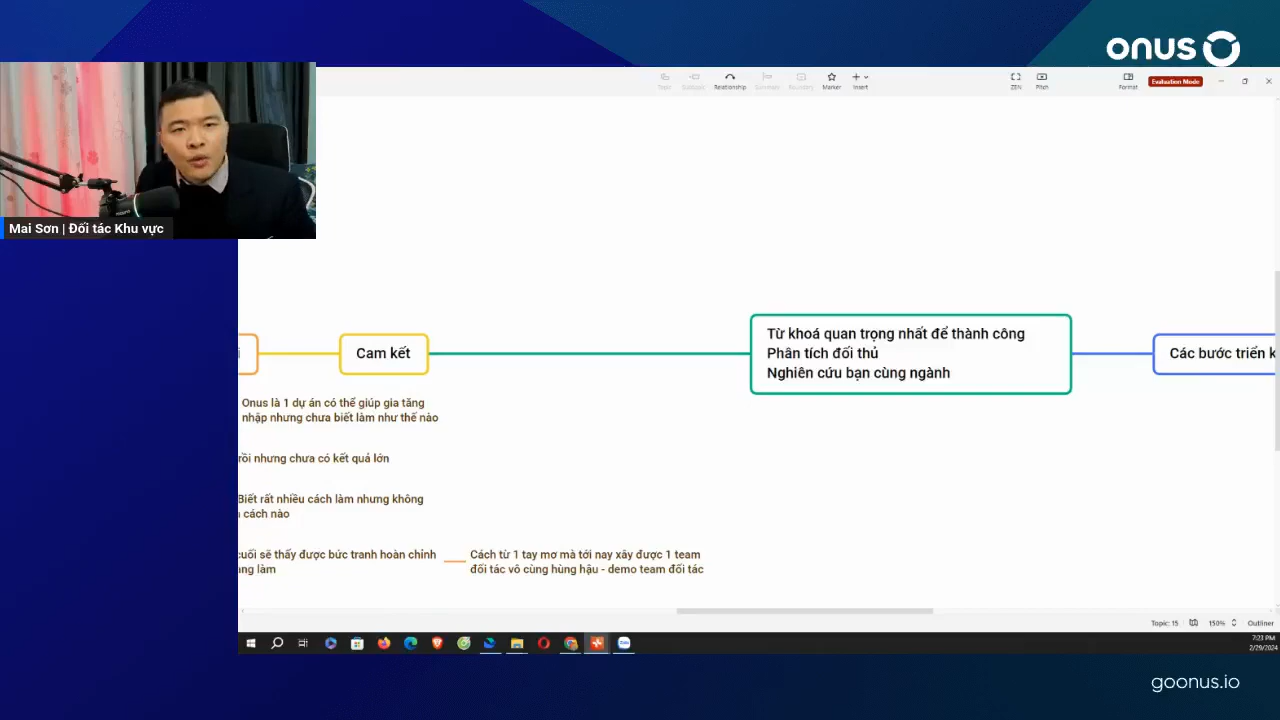 onus
Topic
Subtopic
Relationship
Summary
Boundary
Marker
Insert
ZEN
Pitch
Format
Evaluation Mode
Mai Sơn | Đối tác Khu vực
i
Cam kết
Từ khoá quan trọng nhất để thành công
Phân tích đối thủ
Nghiên cứu bạn cùng ngành
Các bước triển k
Onus là 1 dự án có thể giúp gia tăng
nhập nhưng chưa biết làm như thế nào
rồi nhưng chưa có kết quả lớn
Biết rất nhiều cách làm nhưng không
cách nào
cuối sẽ thấy được bức tranh hoàn chỉnh
ang làm
Cách từ 1 tay mơ mà tới nay xây được 1 team
đối tác vô cùng hùng hậu - demo team đối tác
Topic: 15
150%
Outliner
7:23 PM
2/29/2024
goonus.io